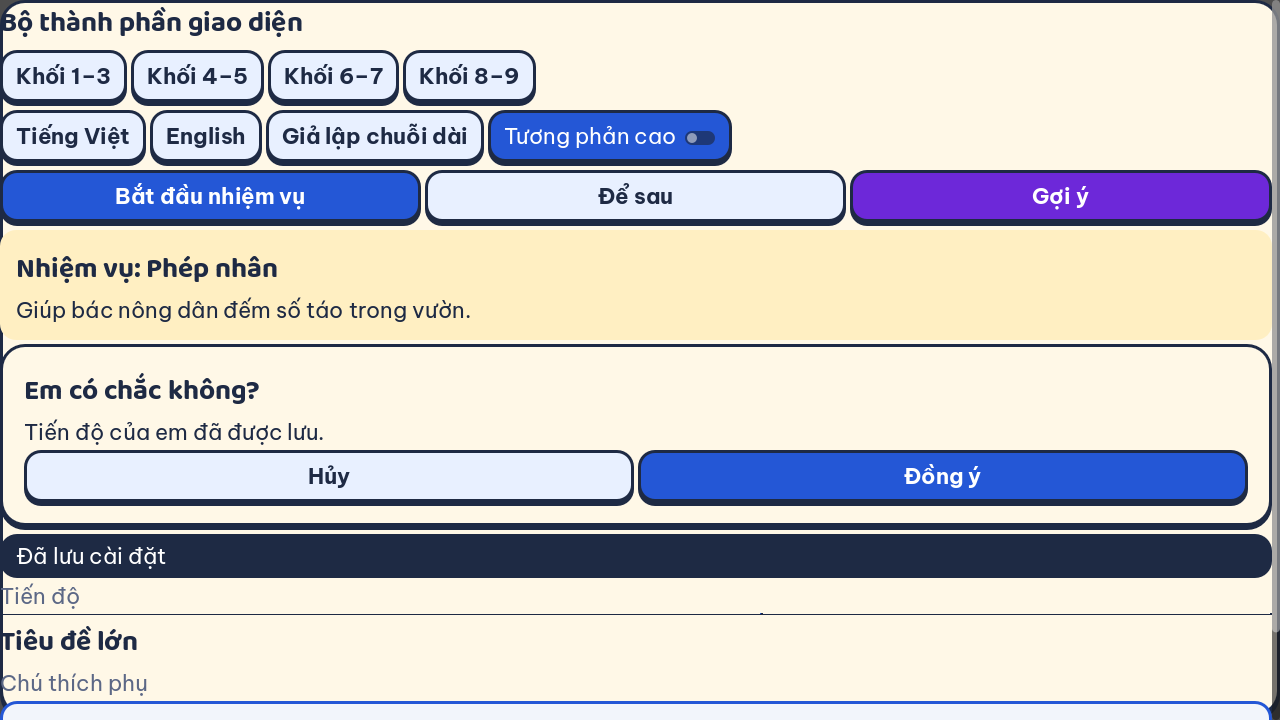 Bộ thành phần giao diện
Khối 1–3 Khối 4–5 Khối 6–7 Khối 8–9
Tiếng Việt English Giả lập chuỗi dài Tương phản cao
Bắt đầu nhiệm vụ Để sau Gợi ý
Nhiệm vụ: Phép nhân
Giúp bác nông dân đếm số táo trong vườn.
Em có chắc không?
Tiến độ của em đã được lưu.
Hủy Đồng ý
Đã lưu cài đặt
Tiến độ
Tiêu đề lớn
Chú thích phụ